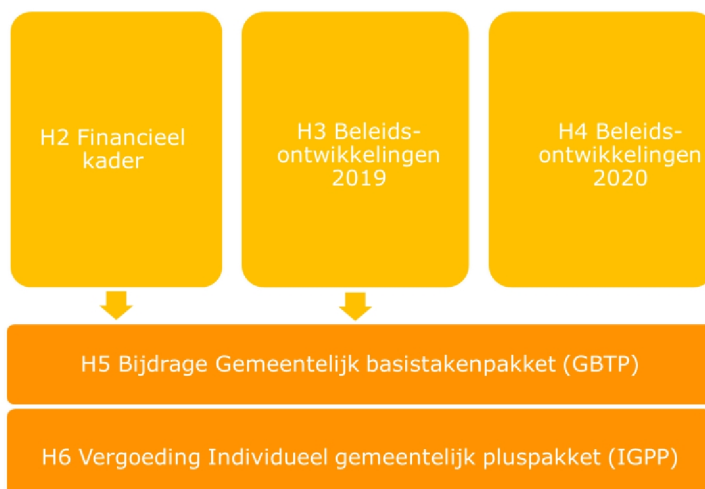 H2 Financieel
kader
H3 Beleids-
ontwikkelingen
2019
H4 Beleids-
ontwikkelingen
2020
H5 Bijdrage Gemeentelijk basistakenpakket (GBTP)
H6 Vergoeding Individueel gemeentelijk pluspakket (IGPP)